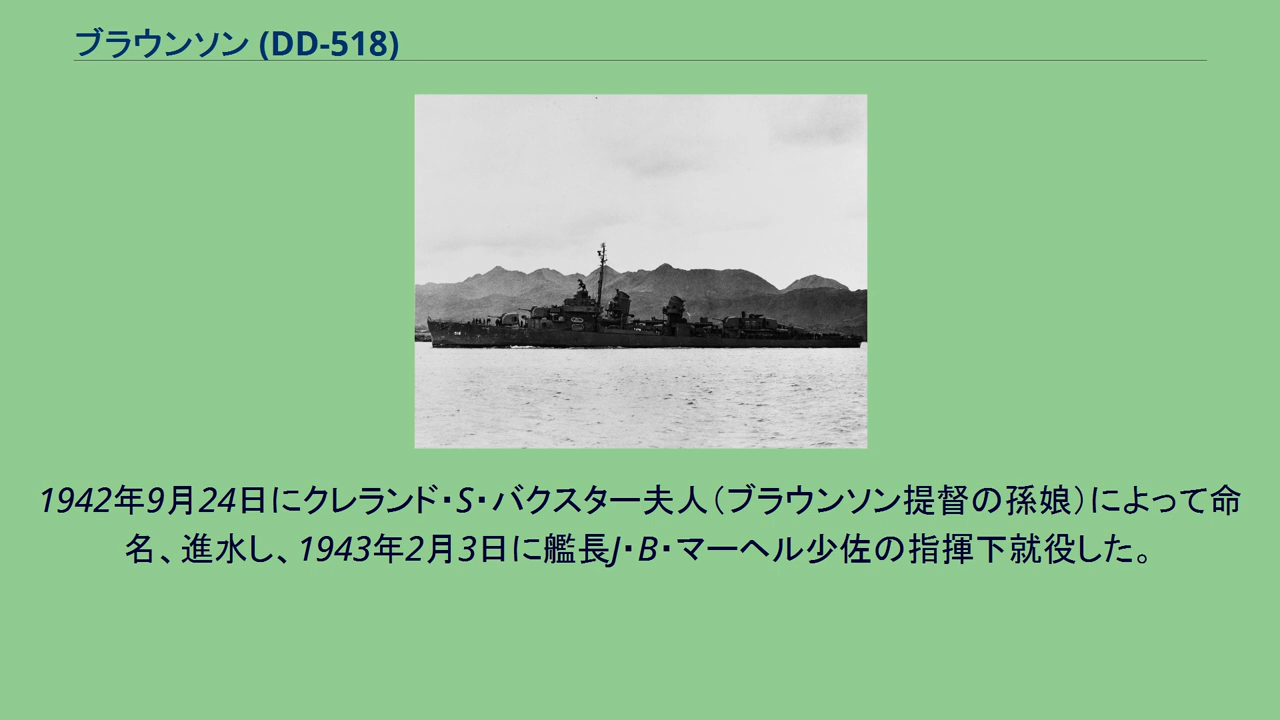 ブラウンソン (DD-518)
1942年9月24日にクレランド・S・バクスター夫人（ブラウンソン提督の孫娘）によって命
名、進水し、1943年2月3日に艦長J・B・マーヘル少佐の指揮下就役した。